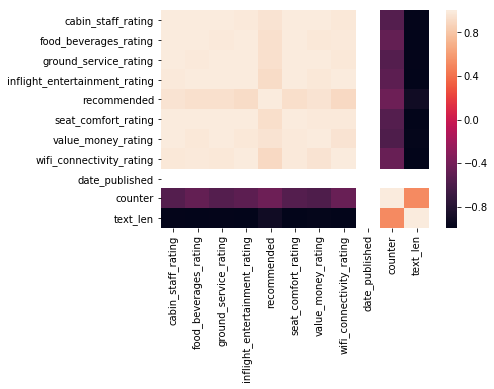 cabin_staff_rating
food_beverages_rating
ground_service_rating
inflight_entertainment_rating
recommended
seat_comfort_rating
value_money_rating
wifi_connectivity_rating
date_published
counter
text_len
cabin_staff_rating
food_beverages_rating
ground_service_rating
inflight_entertainment_rating
recommended
seat_comfort_rating
value_money_rating
wifi_connectivity_rating
date_published
counter
text_len
0.8
0.4
0.0
−0.4
−0.8